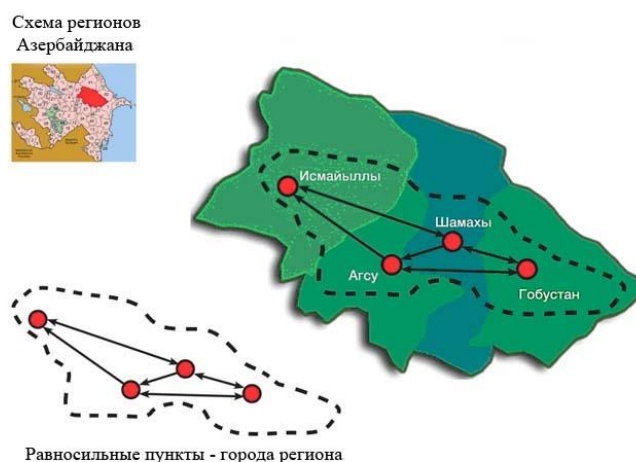 Схема регионов
Азербайджана
Исмайыллы
Шамахы
Агсу
Гобустан
Равносильные пункты - города региона